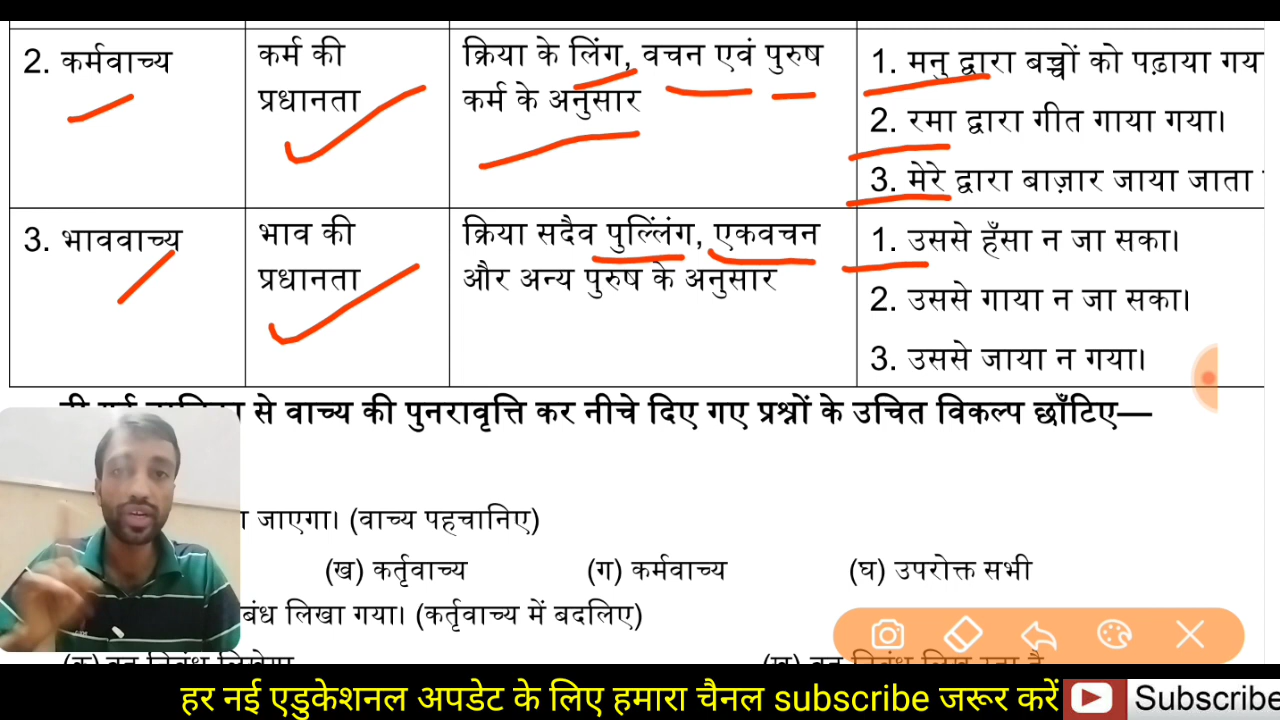 2. कर्मवाच्य
कर्म की
प्रधानता
क्रिया के लिंग, वचन एवं पुरुष
कर्म के अनुसार
1. मनु द्वारा बच्चों को पढ़ाया गय
2. रमा द्वारा गीत गाया गया।
3. मेरे द्वारा बाज़ार जाया जाता
3. भाववाच्य
भाव की
प्रधानता
क्रिया सदैव पुल्लिंग, एकवचन
और अन्य पुरुष के अनुसार
1. उससे हँसा न जा सका।
2. उससे गाया न जा सका।
3. उससे जाया न गया।
से वाच्य की पुनरावृत्ति कर नीचे दिए गए प्रश्नों के उचित विकल्प छाँटिए—
जाएगा। (वाच्य पहचानिए)
(ख) कर्तृवाच्य (ग) कर्मवाच्य (घ) उपरोक्त सभी
बंध लिखा गया। (कर्तृवाच्य में बदलिए)
हर नई एडुकेशनल अपडेट के लिए हमारा चैनल subscribe जरूर करें Subscribe